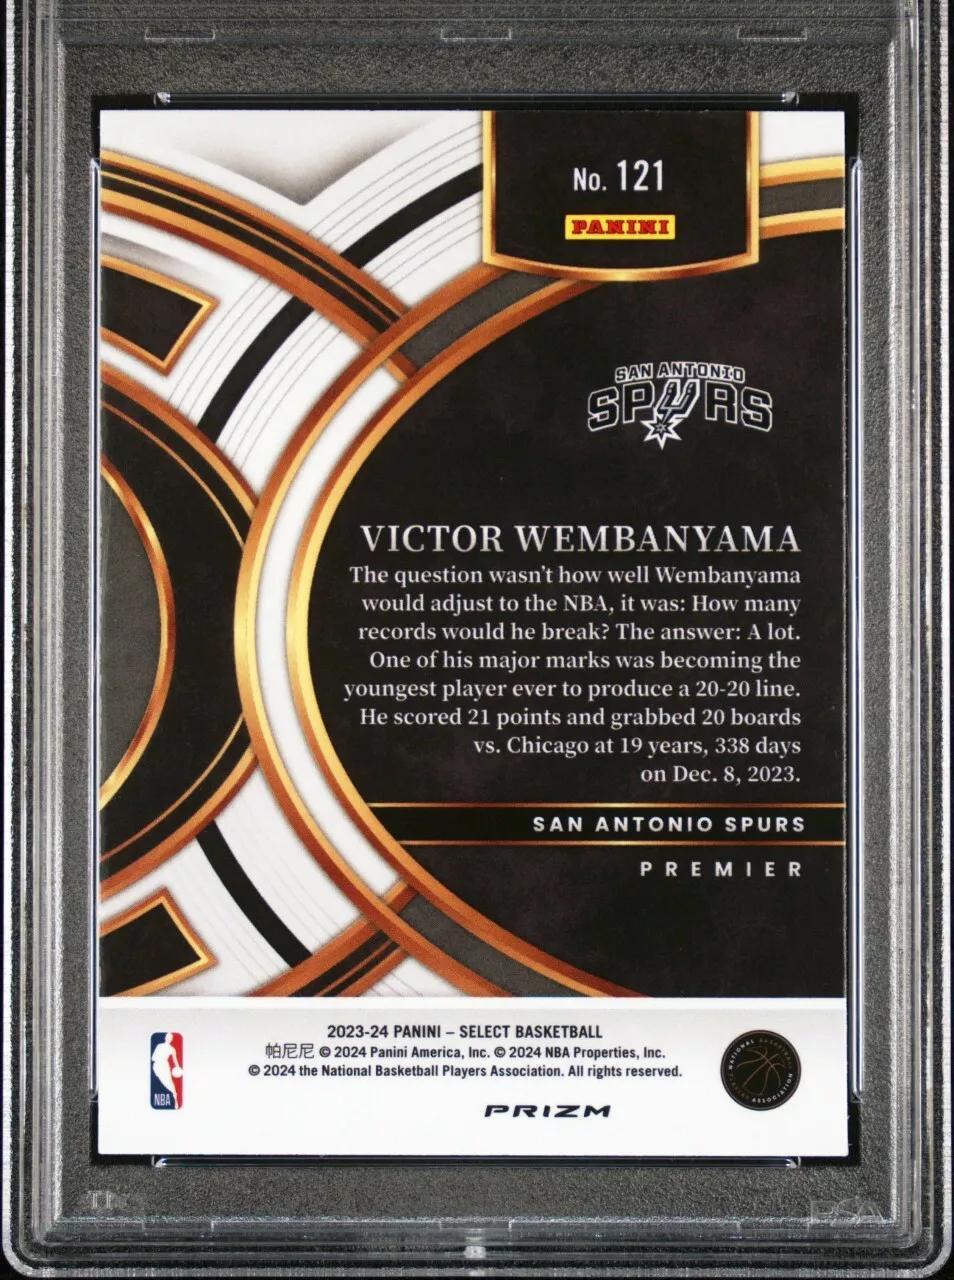 No. 121
PANINI
SAN ANTONIO
SPURS
VICTOR WEMBANYAMA
The question wasn't how well Wembanyama
would adjust to the NBA, it was: How many
records would he break? The answer: A lot.
One of his major marks was becoming the
youngest player ever to produce a 20-20 line.
He scored 21 points and grabbed 20 boards
vs. Chicago at 19 years, 338 days
on Dec. 8, 2023.
SAN ANTONIO SPURS
PREMIER
2023-24 PANINI – SELECT BASKETBALL
帕尼尼 © 2024 Panini America, Inc. © 2024 NBA Properties, Inc.
© 2024 the National Basketball Players Association. All rights reserved.
NBA
NATIONAL BASKETBALL PLAYERS ASSOCIATION
PRIZM
PSA